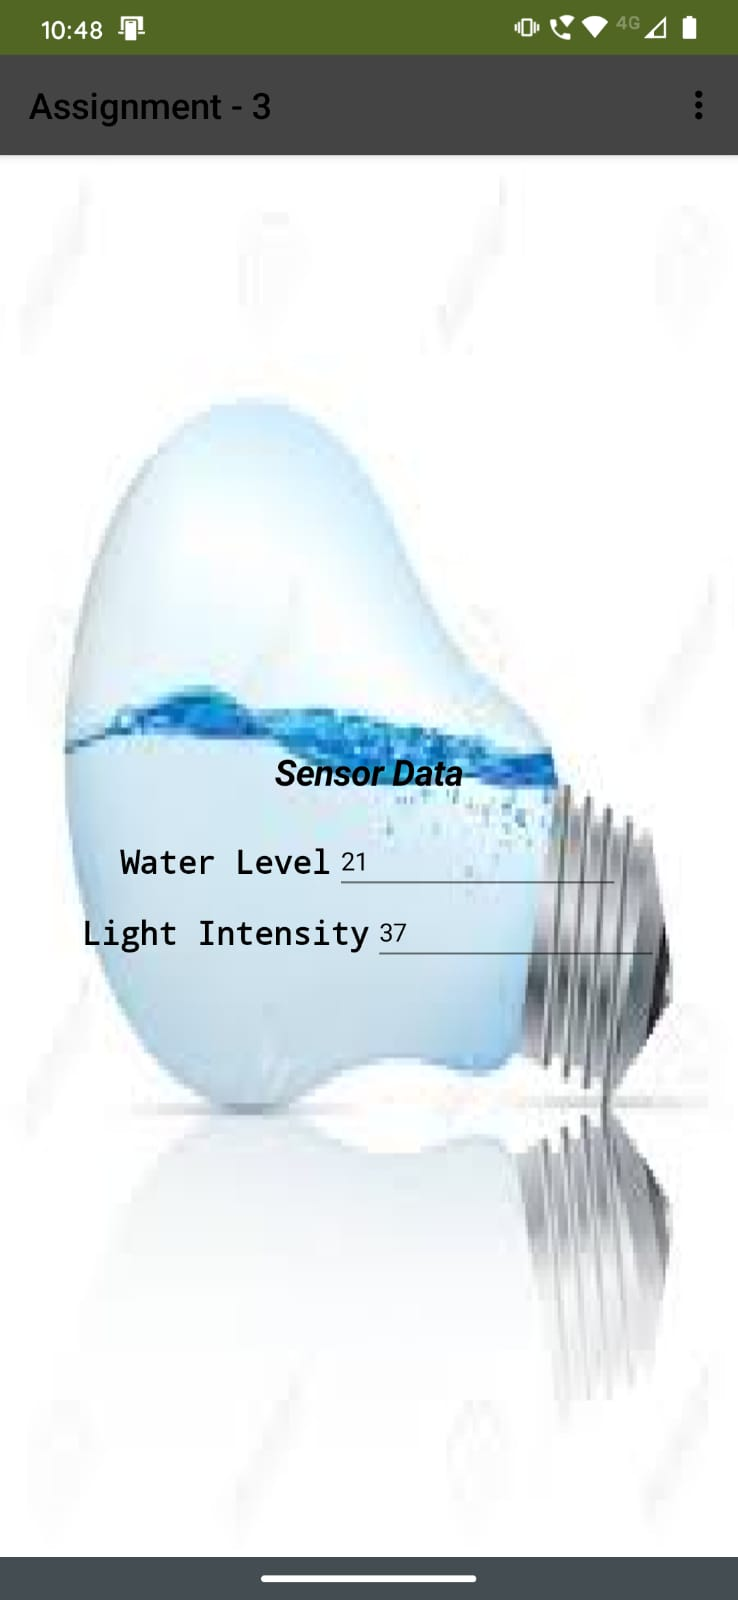 10:48 4G
Assignment - 3
Sensor Data
Water Level 21
Light Intensity 37